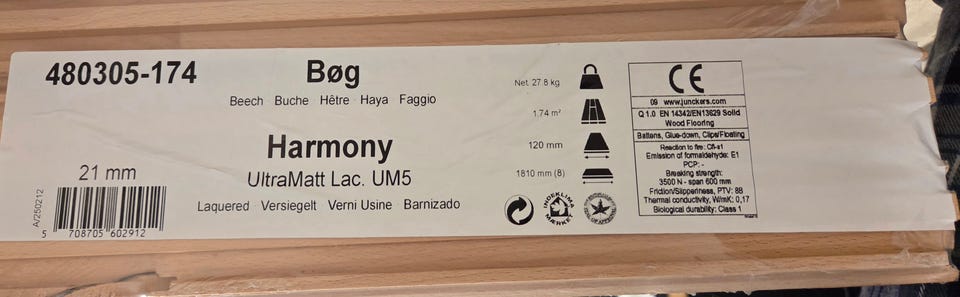 480305-174
Bøg
Beech Buche Hêtre Haya Faggio
Harmony
UltraMatt Lac. UM5
Laquered Versiegelt Verni Usine Barnizado
21 mm
A/250212
5 708705 602912
Net. 27.8 kg
1.74 m²
120 mm
1810 mm (8)
INDEKLIMA MÆRKET
CE
09 www.junckers.com
Q 1.0 EN 14342/EN13629 Solid
Wood Flooring
Battens, Glue-down, Clips/Floating
Reaction to fire: Cfl-s1
Emission of formaldehyde: E1
PCP: -
Breaking strength:
3500 N - span 600 mm
Friction/Slipperiness, PTV: 88
Thermal conductivity, W/mK: 0,17
Biological durability: Class 1